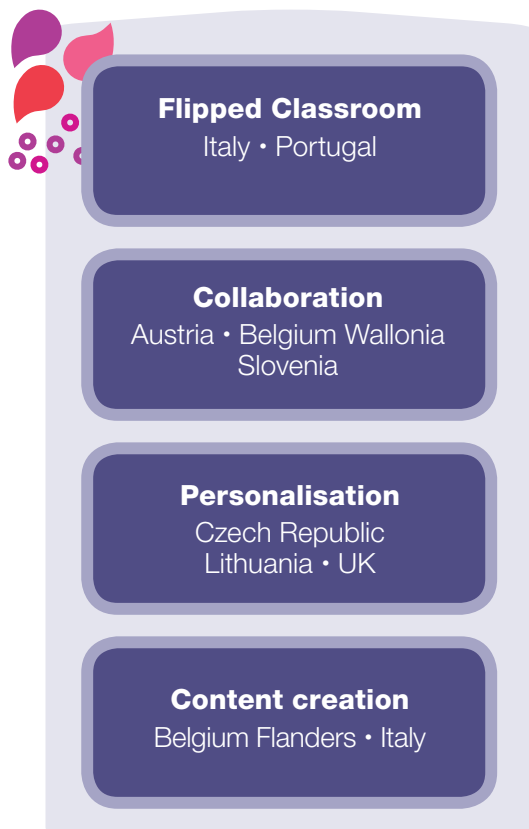 Flipped Classroom
Italy • Portugal
Collaboration
Austria • Belgium Wallonia
Slovenia
Personalisation
Czech Republic
Lithuania • UK
Content creation
Belgium Flanders • Italy